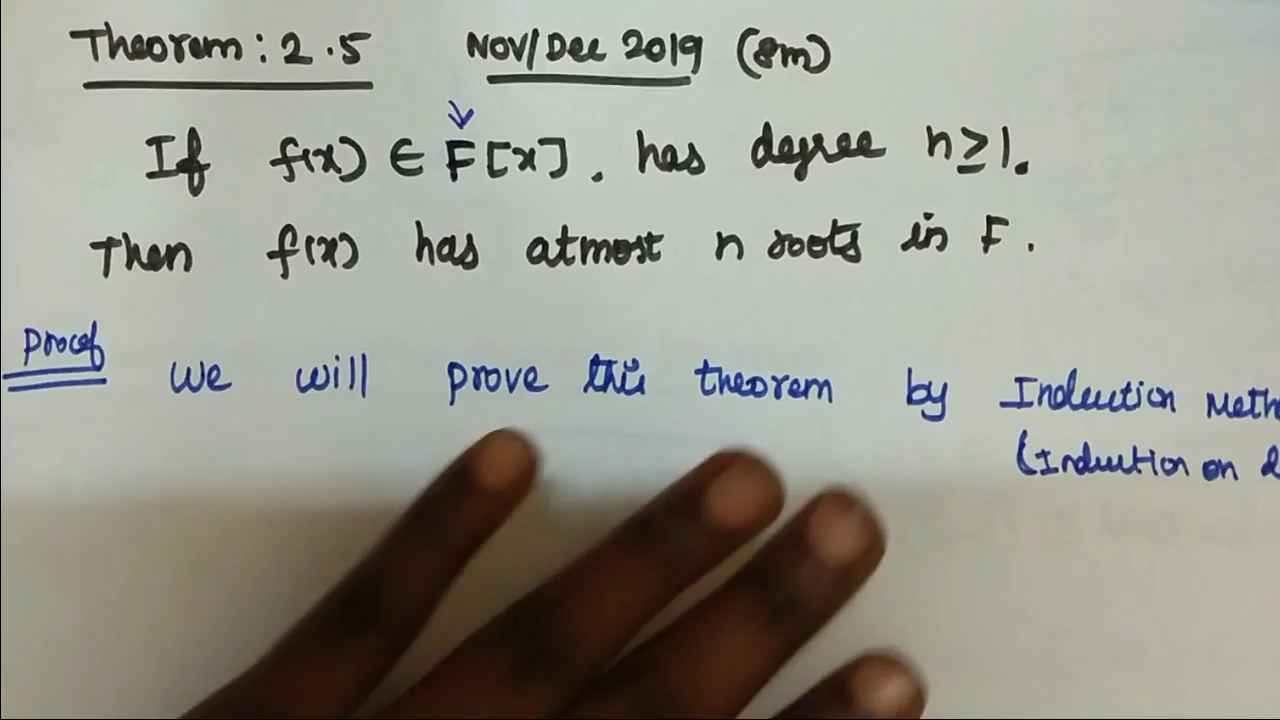 Theorem: 2.5 NOV/Dec 2019 (8m)
If f(x) ∈ F[x]. has degree n≥1.
Then f(x) has atmost n roots in F.
Proof
We will prove this theorem by Induction Meth
(Induction on d